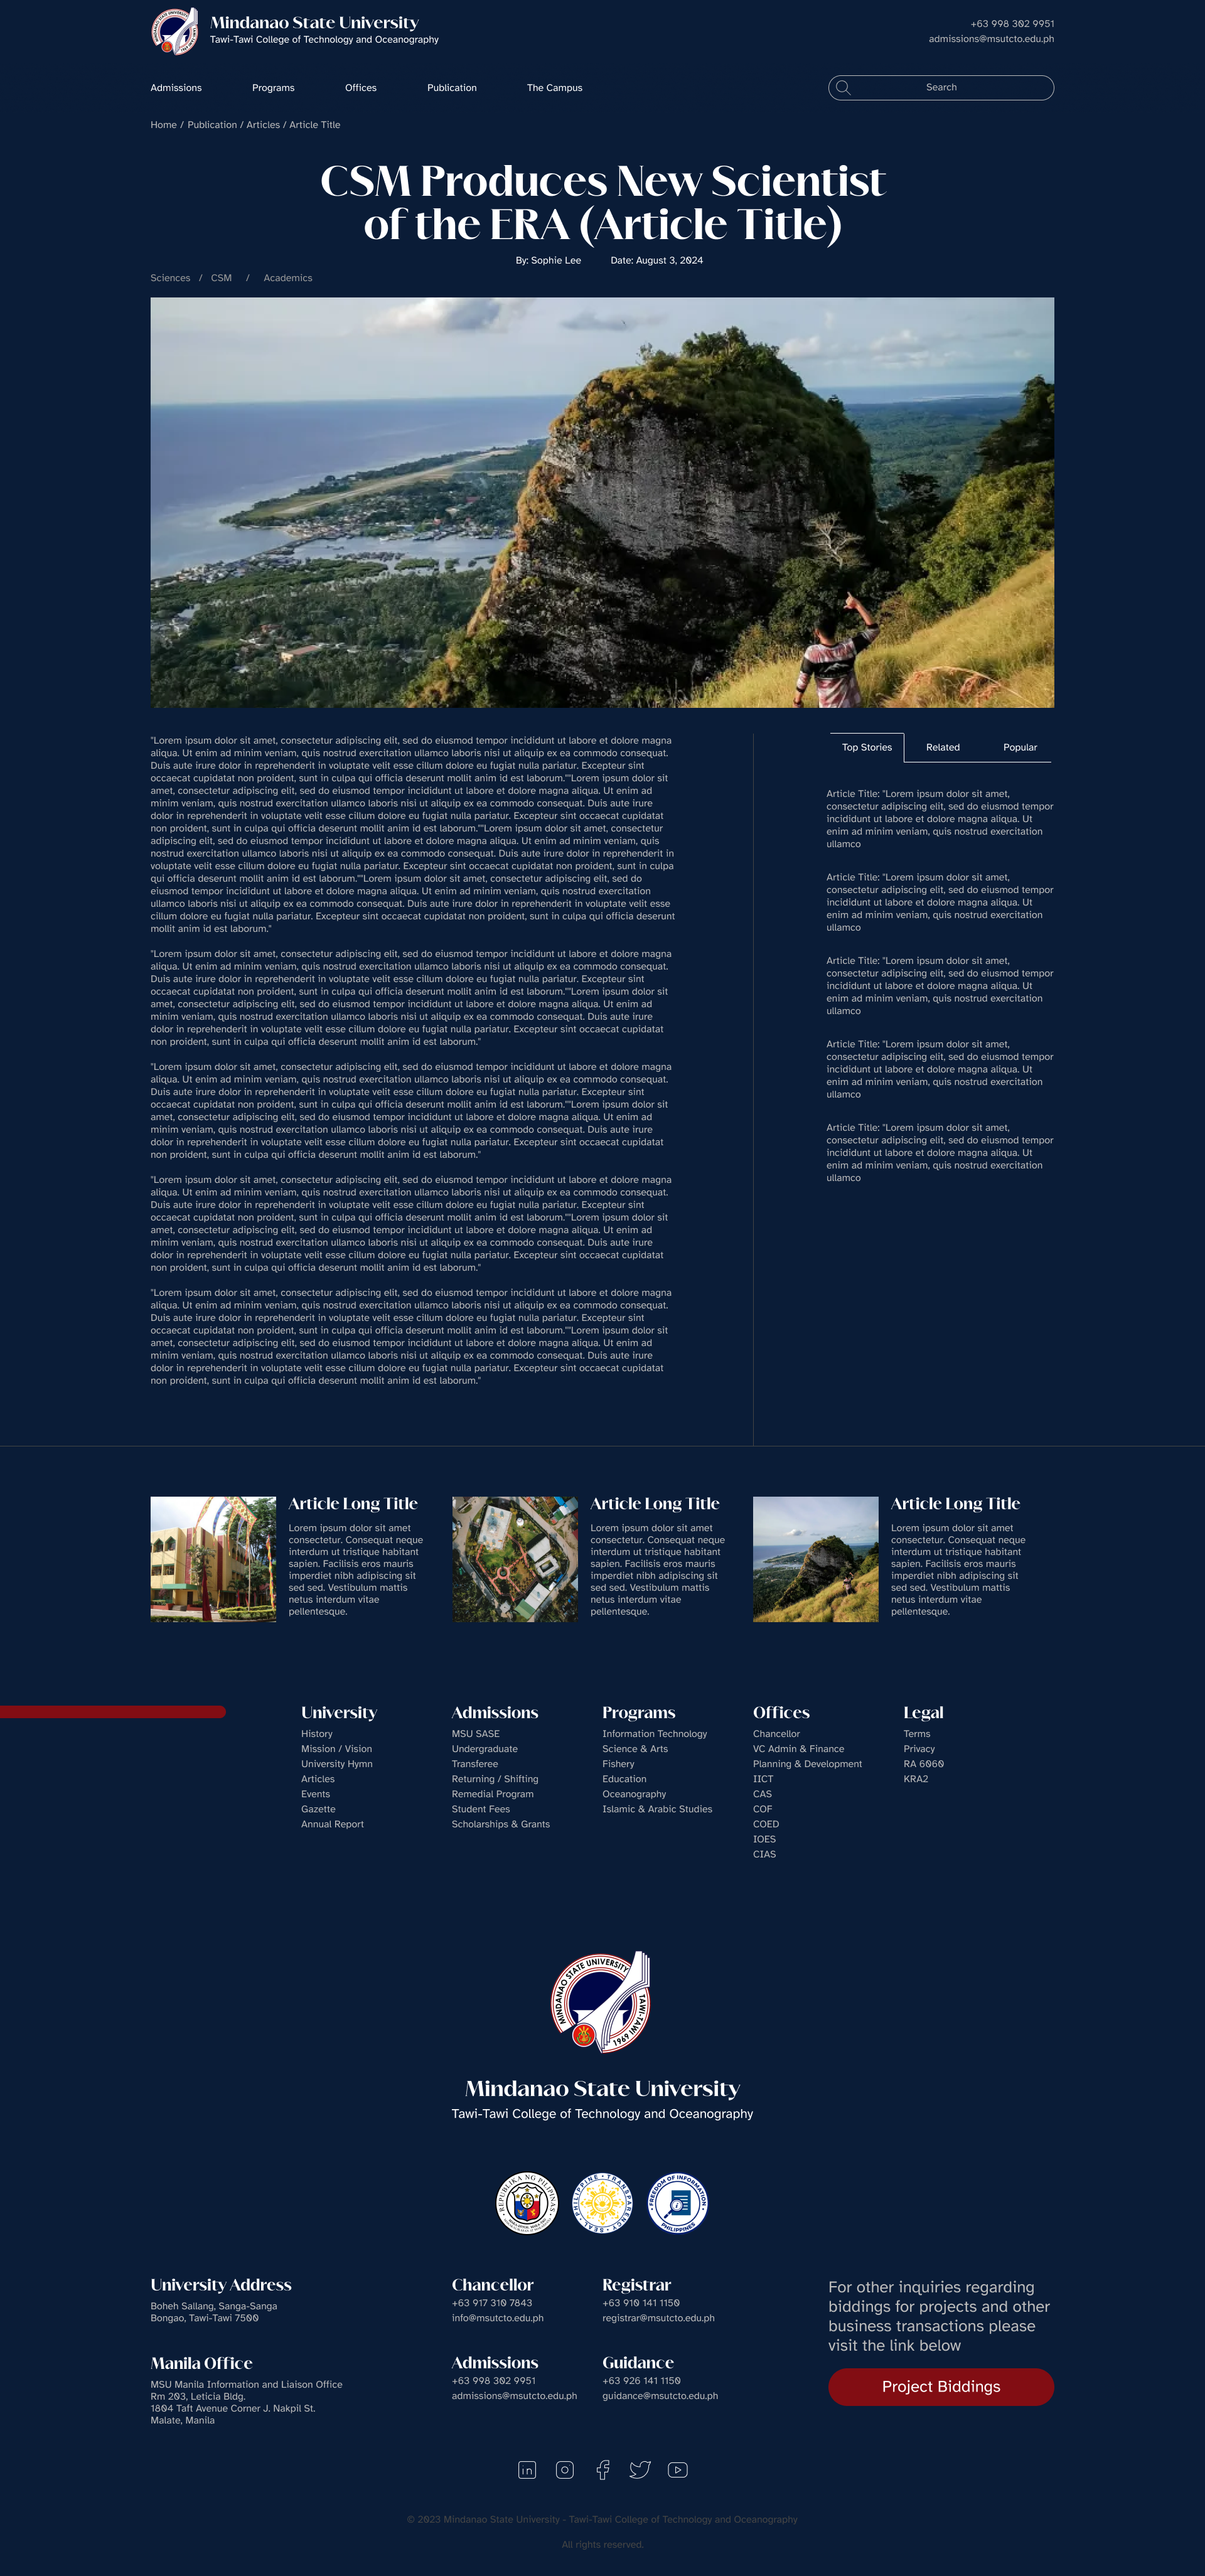 Mindanao State University
Tawi-Tawi College of Technology and Oceanography
+63 998 302 9951
admissions@msutcto.edu.ph
Admissions
Programs
Offices
Publication
The Campus
Search
Home / Publication / Articles / Article Title
CSM Produces New Scientist
of the ERA (Article Title)
By: Sophie Lee
Date: August 3, 2024
Sciences / CSM / Academics
"Lorem ipsum dolor sit amet, consectetur adipiscing elit, sed do eiusmod tempor incididunt ut labore et dolore magna
aliqua. Ut enim ad minim veniam, quis nostrud exercitation ullamco laboris nisi ut aliquip ex ea commodo consequat.
Duis aute irure dolor in reprehenderit in voluptate velit esse cillum dolore eu fugiat nulla pariatur. Excepteur sint
occaecat cupidatat non proident, sunt in culpa qui officia deserunt mollit anim id est laborum.""Lorem ipsum dolor sit
amet, consectetur adipiscing elit, sed do eiusmod tempor incididunt ut labore et dolore magna aliqua. Ut enim ad
minim veniam, quis nostrud exercitation ullamco laboris nisi ut aliquip ex ea commodo consequat. Duis aute irure
dolor in reprehenderit in voluptate velit esse cillum dolore eu fugiat nulla pariatur. Excepteur sint occaecat cupidatat
non proident, sunt in culpa qui officia deserunt mollit anim id est laborum.""Lorem ipsum dolor sit amet, consectetur
adipiscing elit, sed do eiusmod tempor incididunt ut labore et dolore magna aliqua. Ut enim ad minim veniam, quis
nostrud exercitation ullamco laboris nisi ut aliquip ex ea commodo consequat. Duis aute irure dolor in reprehenderit in
voluptate velit esse cillum dolore eu fugiat nulla pariatur. Excepteur sint occaecat cupidatat non proident, sunt in culpa
qui officia deserunt mollit anim id est laborum.""Lorem ipsum dolor sit amet, consectetur adipiscing elit, sed do
eiusmod tempor incididunt ut labore et dolore magna aliqua. Ut enim ad minim veniam, quis nostrud exercitation
ullamco laboris nisi ut aliquip ex ea commodo consequat. Duis aute irure dolor in reprehenderit in voluptate velit esse
cillum dolore eu fugiat nulla pariatur. Excepteur sint occaecat cupidatat non proident, sunt in culpa qui officia deserunt
mollit anim id est laborum."
"Lorem ipsum dolor sit amet, consectetur adipiscing elit, sed do eiusmod tempor incididunt ut labore et dolore magna
aliqua. Ut enim ad minim veniam, quis nostrud exercitation ullamco laboris nisi ut aliquip ex ea commodo consequat.
Duis aute irure dolor in reprehenderit in voluptate velit esse cillum dolore eu fugiat nulla pariatur. Excepteur sint
occaecat cupidatat non proident, sunt in culpa qui officia deserunt mollit anim id est laborum.""Lorem ipsum dolor sit
amet, consectetur adipiscing elit, sed do eiusmod tempor incididunt ut labore et dolore magna aliqua. Ut enim ad
minim veniam, quis nostrud exercitation ullamco laboris nisi ut aliquip ex ea commodo consequat. Duis aute irure
dolor in reprehenderit in voluptate velit esse cillum dolore eu fugiat nulla pariatur. Excepteur sint occaecat cupidatat
non proident, sunt in culpa qui officia deserunt mollit anim id est laborum."
"Lorem ipsum dolor sit amet, consectetur adipiscing elit, sed do eiusmod tempor incididunt ut labore et dolore magna
aliqua. Ut enim ad minim veniam, quis nostrud exercitation ullamco laboris nisi ut aliquip ex ea commodo consequat.
Duis aute irure dolor in reprehenderit in voluptate velit esse cillum dolore eu fugiat nulla pariatur. Excepteur sint
occaecat cupidatat non proident, sunt in culpa qui officia deserunt mollit anim id est laborum.""Lorem ipsum dolor sit
amet, consectetur adipiscing elit, sed do eiusmod tempor incididunt ut labore et dolore magna aliqua. Ut enim ad
minim veniam, quis nostrud exercitation ullamco laboris nisi ut aliquip ex ea commodo consequat. Duis aute irure
dolor in reprehenderit in voluptate velit esse cillum dolore eu fugiat nulla pariatur. Excepteur sint occaecat cupidatat
non proident, sunt in culpa qui officia deserunt mollit anim id est laborum."
"Lorem ipsum dolor sit amet, consectetur adipiscing elit, sed do eiusmod tempor incididunt ut labore et dolore magna
aliqua. Ut enim ad minim veniam, quis nostrud exercitation ullamco laboris nisi ut aliquip ex ea commodo consequat.
Duis aute irure dolor in reprehenderit in voluptate velit esse cillum dolore eu fugiat nulla pariatur. Excepteur sint
occaecat cupidatat non proident, sunt in culpa qui officia deserunt mollit anim id est laborum.""Lorem ipsum dolor sit
amet, consectetur adipiscing elit, sed do eiusmod tempor incididunt ut labore et dolore magna aliqua. Ut enim ad
minim veniam, quis nostrud exercitation ullamco laboris nisi ut aliquip ex ea commodo consequat. Duis aute irure
dolor in reprehenderit in voluptate velit esse cillum dolore eu fugiat nulla pariatur. Excepteur sint occaecat cupidatat
non proident, sunt in culpa qui officia deserunt mollit anim id est laborum."
"Lorem ipsum dolor sit amet, consectetur adipiscing elit, sed do eiusmod tempor incididunt ut labore et dolore magna
aliqua. Ut enim ad minim veniam, quis nostrud exercitation ullamco laboris nisi ut aliquip ex ea commodo consequat.
Duis aute irure dolor in reprehenderit in voluptate velit esse cillum dolore eu fugiat nulla pariatur. Excepteur sint
occaecat cupidatat non proident, sunt in culpa qui officia deserunt mollit anim id est laborum.""Lorem ipsum dolor sit
amet, consectetur adipiscing elit, sed do eiusmod tempor incididunt ut labore et dolore magna aliqua. Ut enim ad
minim veniam, quis nostrud exercitation ullamco laboris nisi ut aliquip ex ea commodo consequat. Duis aute irure
dolor in reprehenderit in voluptate velit esse cillum dolore eu fugiat nulla pariatur. Excepteur sint occaecat cupidatat
non proident, sunt in culpa qui officia deserunt mollit anim id est laborum."
Top Stories
Related
Popular
Article Title: "Lorem ipsum dolor sit amet,
consectetur adipiscing elit, sed do eiusmod tempor
incididunt ut labore et dolore magna aliqua. Ut
enim ad minim veniam, quis nostrud exercitation
ullamco
Article Title: "Lorem ipsum dolor sit amet,
consectetur adipiscing elit, sed do eiusmod tempor
incididunt ut labore et dolore magna aliqua. Ut
enim ad minim veniam, quis nostrud exercitation
ullamco
Article Title: "Lorem ipsum dolor sit amet,
consectetur adipiscing elit, sed do eiusmod tempor
incididunt ut labore et dolore magna aliqua. Ut
enim ad minim veniam, quis nostrud exercitation
ullamco
Article Title: "Lorem ipsum dolor sit amet,
consectetur adipiscing elit, sed do eiusmod tempor
incididunt ut labore et dolore magna aliqua. Ut
enim ad minim veniam, quis nostrud exercitation
ullamco
Article Title: "Lorem ipsum dolor sit amet,
consectetur adipiscing elit, sed do eiusmod tempor
incididunt ut labore et dolore magna aliqua. Ut
enim ad minim veniam, quis nostrud exercitation
ullamco
Article Long Title
Lorem ipsum dolor sit amet
consectetur. Consequat neque
interdum ut tristique habitant
sapien. Facilisis eros mauris
imperdiet nibh adipiscing sit
sed sed. Vestibulum mattis
netus interdum vitae
pellentesque.
Article Long Title
Lorem ipsum dolor sit amet
consectetur. Consequat neque
interdum ut tristique habitant
sapien. Facilisis eros mauris
imperdiet nibh adipiscing sit
sed sed. Vestibulum mattis
netus interdum vitae
pellentesque.
Article Long Title
Lorem ipsum dolor sit amet
consectetur. Consequat neque
interdum ut tristique habitant
sapien. Facilisis eros mauris
imperdiet nibh adipiscing sit
sed sed. Vestibulum mattis
netus interdum vitae
pellentesque.
University
History
Mission / Vision
University Hymn
Articles
Events
Gazette
Annual Report
Admissions
MSU SASE
Undergraduate
Transferee
Returning / Shifting
Remedial Program
Student Fees
Scholarships & Grants
Programs
Information Technology
Science & Arts
Fishery
Education
Oceanography
Islamic & Arabic Studies
Offices
Chancellor
VC Admin & Finance
Planning & Development
IICT
CAS
COF
COED
IOES
CIAS
Legal
Terms
Privacy
RA 6060
KRA2
MINDANAO STATE UNIVERSITY
TAWI-TAWI
1969
Mindanao State University
Tawi-Tawi College of Technology and Oceanography
REPUBLIKA NG PILIPINAS
PHILIPPINE TRANSPARENCY SEAL
FREEDOM OF INFORMATION
PHILIPPINES
University Address
Boheh Sallang, Sanga-Sanga
Bongao, Tawi-Tawi 7500
Manila Office
MSU Manila Information and Liaison Office
Rm 203, Leticia Bldg.
1804 Taft Avenue Corner J. Nakpil St.
Malate, Manila
Chancellor
+63 917 310 7843
info@msutcto.edu.ph
Registrar
+63 910 141 1150
registrar@msutcto.edu.ph
Admissions
+63 998 302 9951
admissions@msutcto.edu.ph
Guidance
+63 926 141 1150
guidance@msutcto.edu.ph
For other inquiries regarding
biddings for projects and other
business transactions please
visit the link below
Project Biddings
in
© 2023 Mindanao State University - Tawi-Tawi College of Technology and Oceanography
All rights reserved.